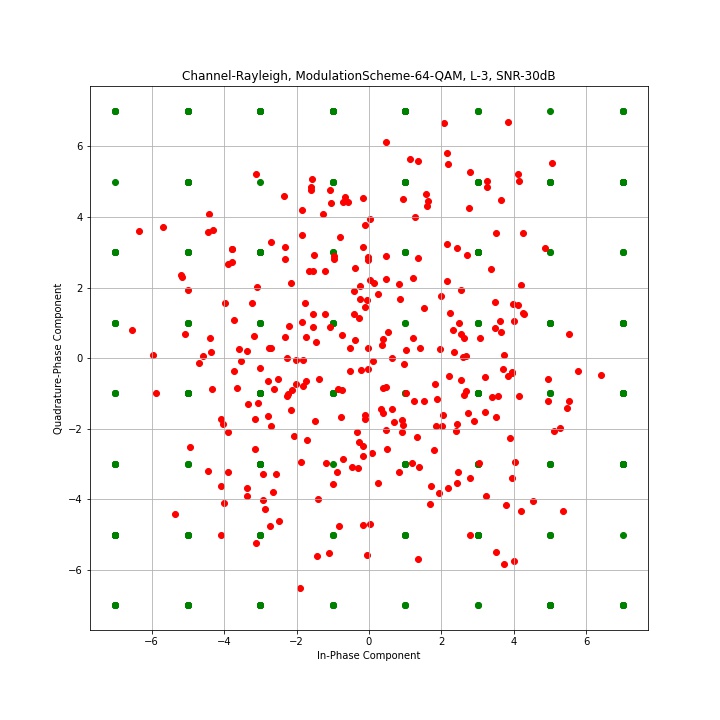 Channel-Rayleigh, ModulationScheme-64-QAM, L-3, SNR-30dB
6
4
2
0
−2
−4
−6
Quadrature-Phase Component
−6 −4 −2 0 2 4 6
In-Phase Component